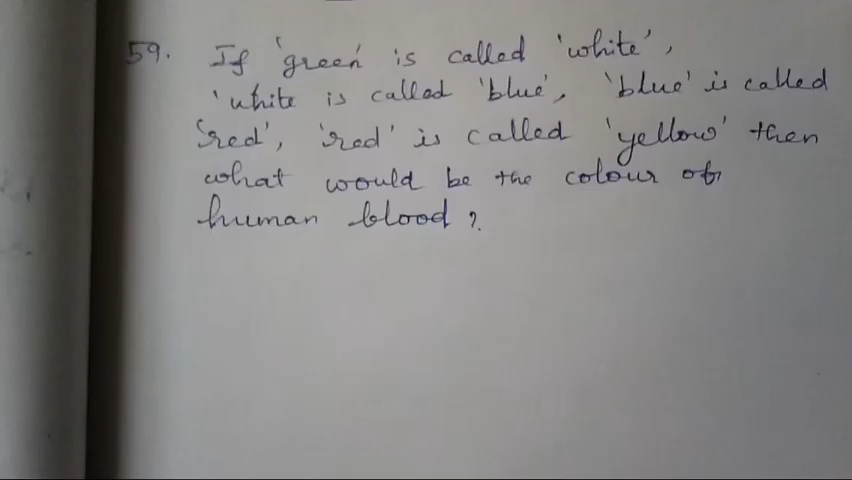 59. If 'green' is called 'white',
'white is called 'blue', 'blue' is called
'red', 'red' is called 'yellow' then
what would be the colour of
human blood?